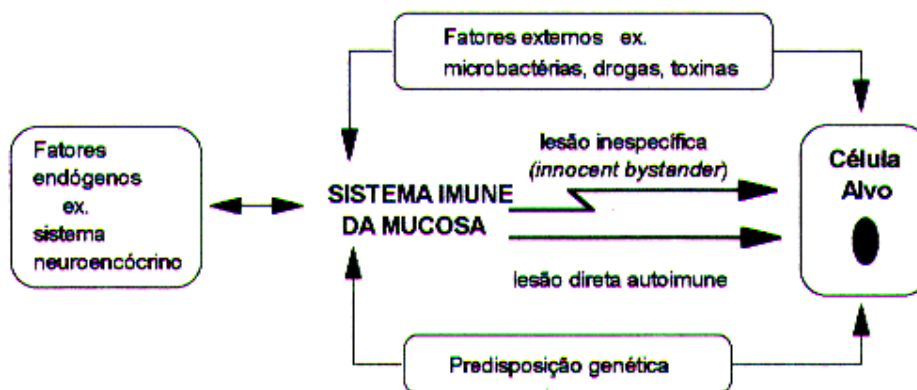 Fatores externos ex.
microbactérias, drogas, toxinas
Fatores
endógenos
ex.
sistema
neuroencócrino
SISTEMA IMUNE
DA MUCOSA
lesão inespecífica
(innocent bystander)
lesão direta autoimune
Célula
Alvo
Predisposição genética